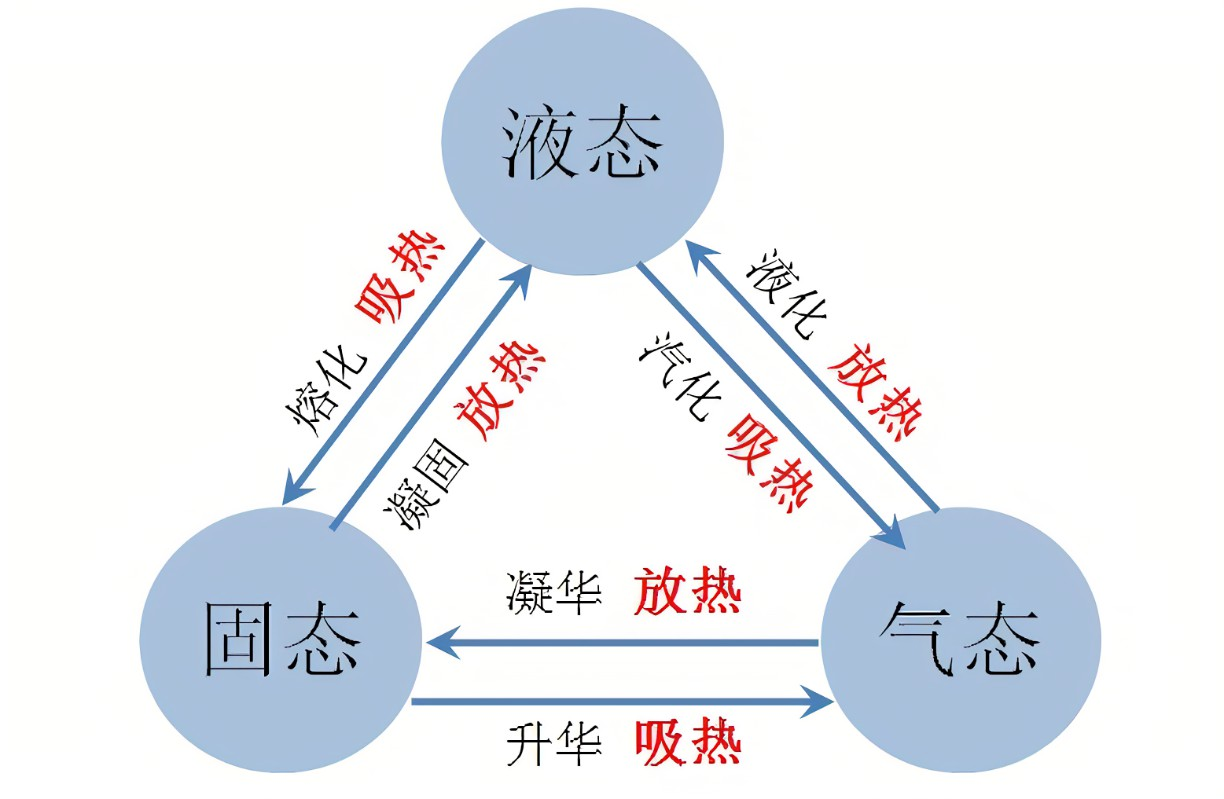 液态
熔化 吸热
凝固 放热
汽化 吸热
液化 放热
凝华 放热
固态
气态
升华 吸热